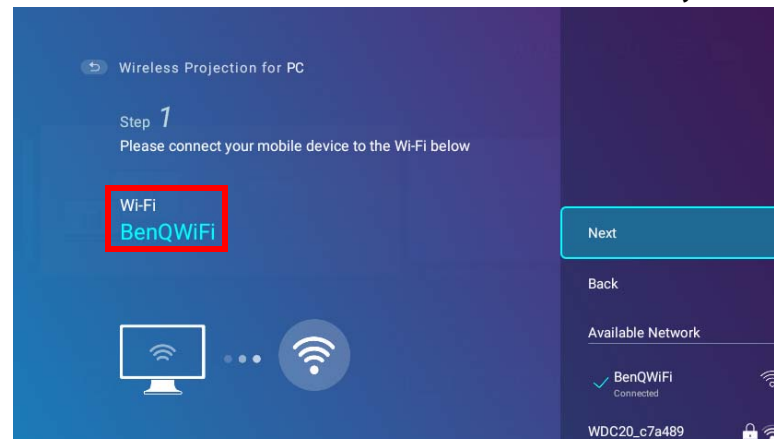 Wireless Projection for PC
Step 1
Please connect your mobile device to the Wi-Fi below
Wi-Fi
BenQWiFi
Next
Back
Available Network
BenQWiFi
Connected
WDC20_c7a489